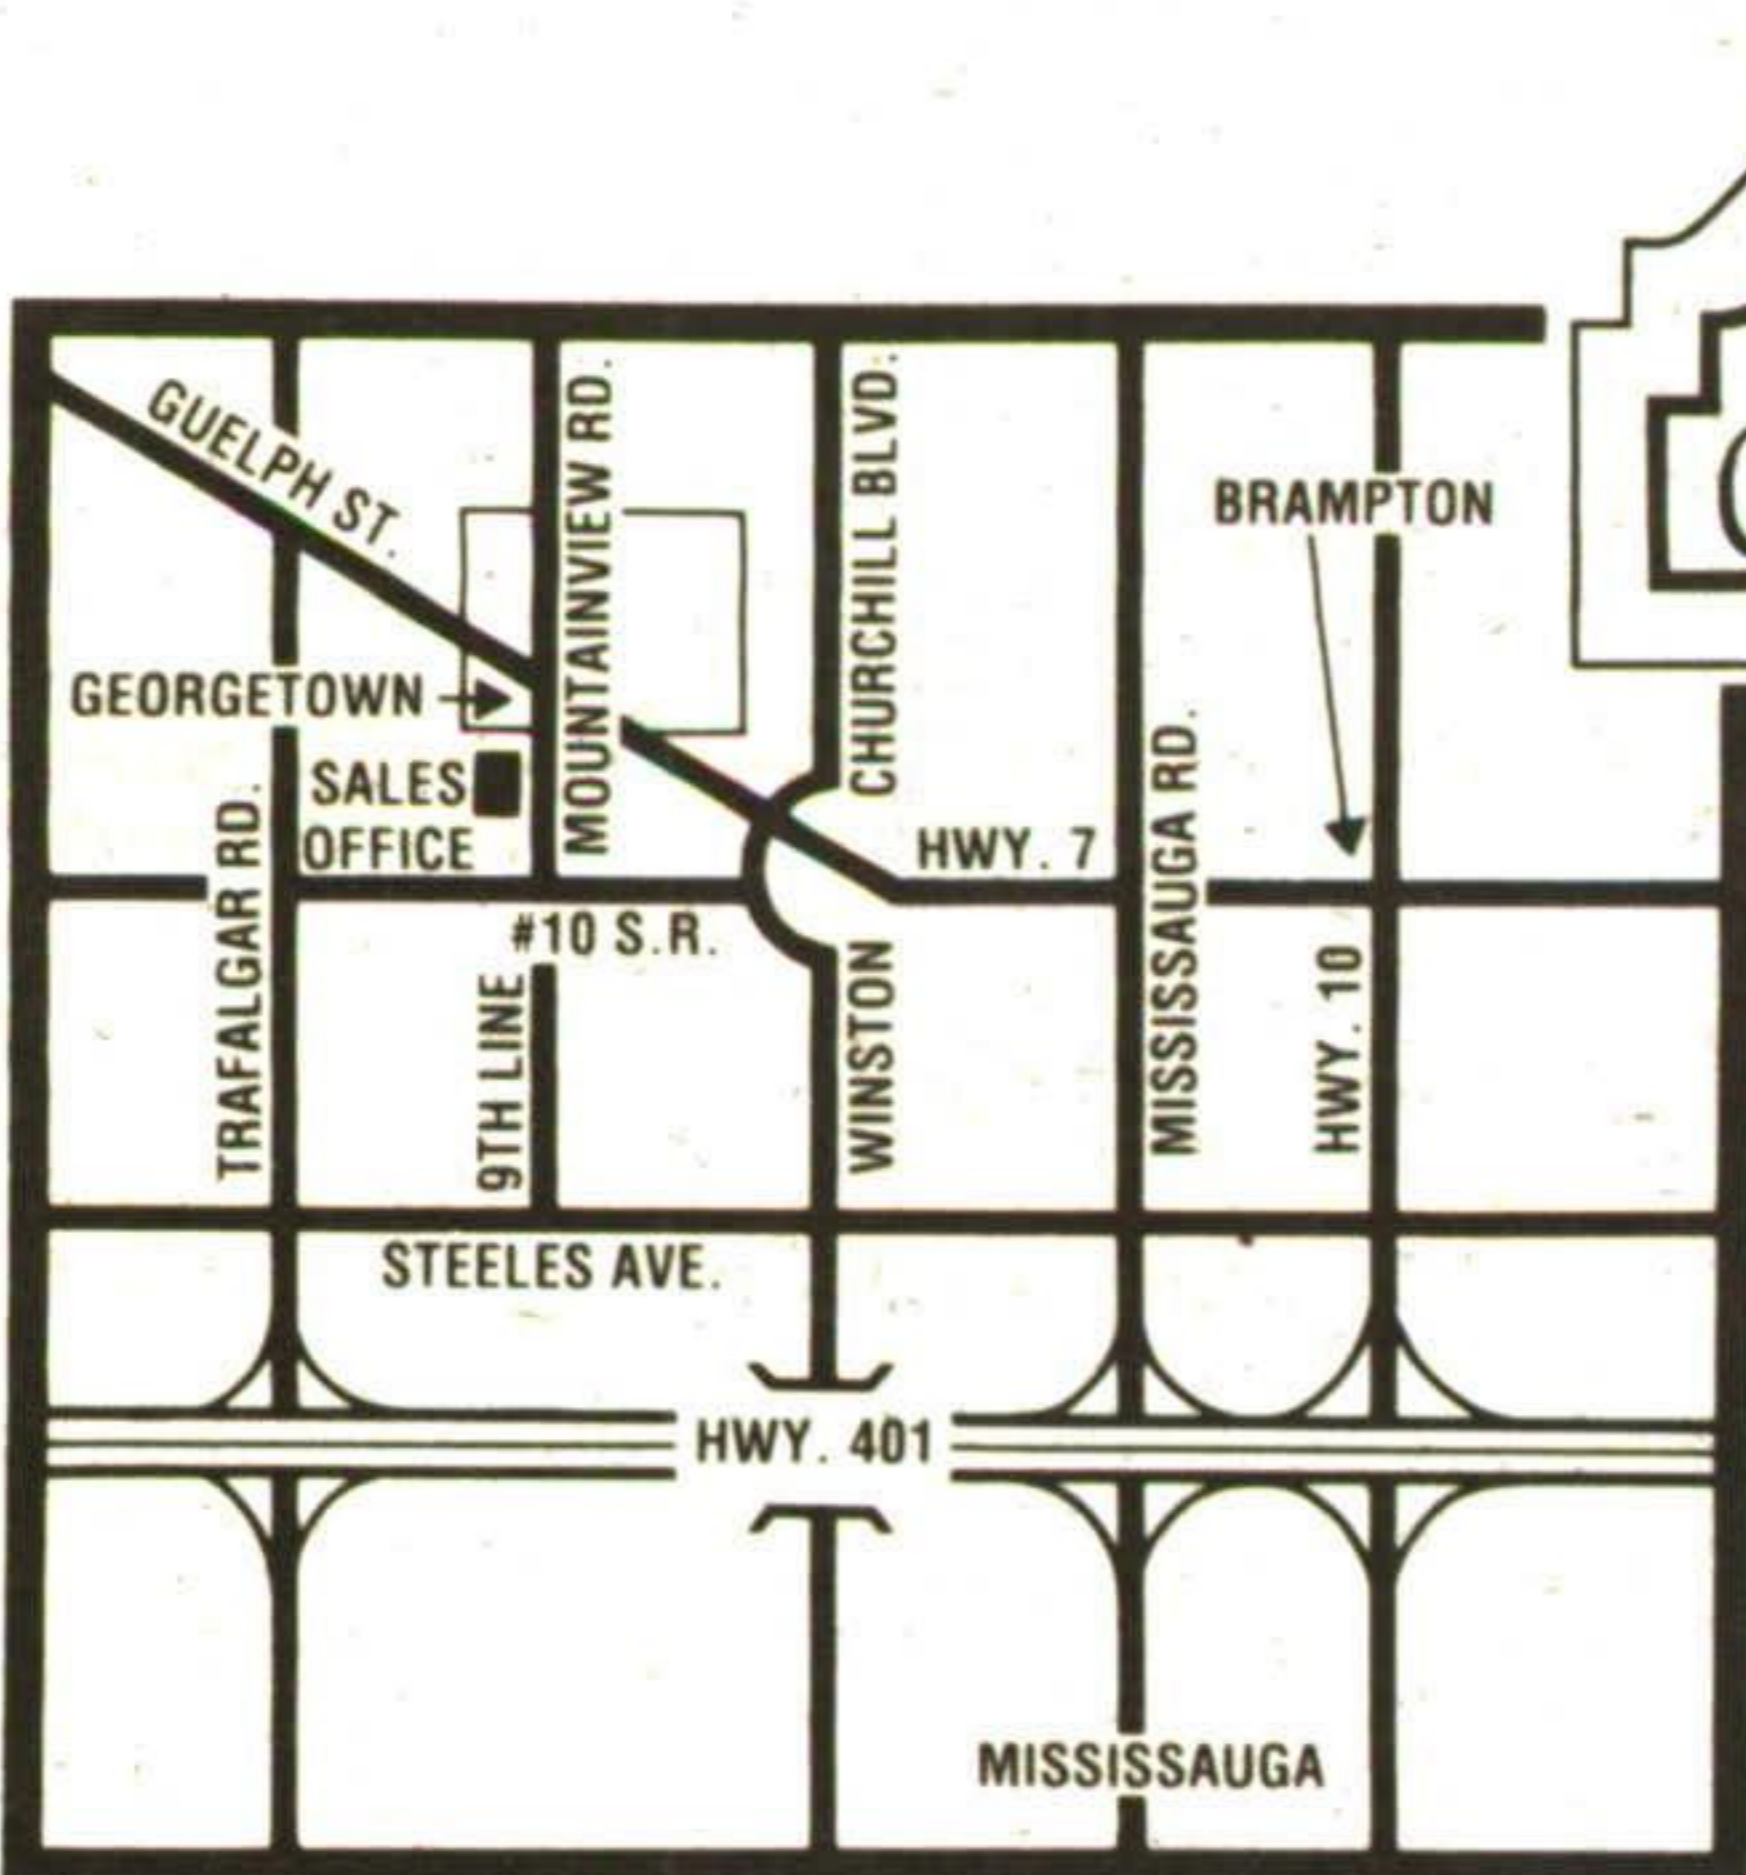 GUELPH ST.
MOUNTAINVIEW RD.
CHURCHILL BLVD.
BRAMPTON
GEORGETOWN
SALES
OFFICE
TRAFALGAR RD.
HWY. 7
MISSISSAUGA RD.
#10 S.R.
9TH LINE
WINSTON
HWY. 10
STEELES AVE.
HWY. 401
MISSISSAUGA